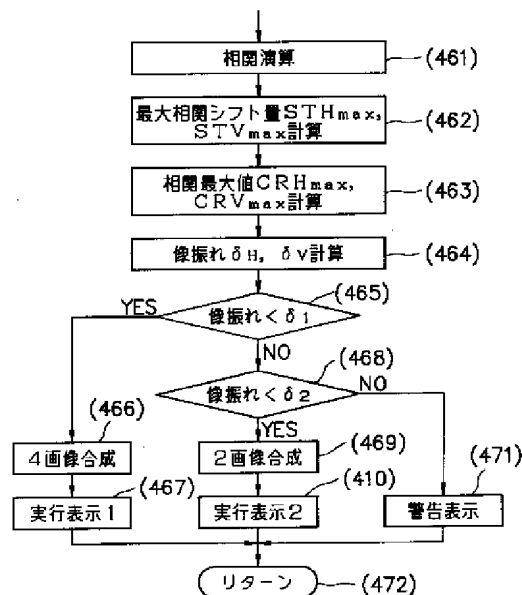 相関演算
(461)
最大相関シフト量STHmax,
STVmax計算
(462)
相関最大値CRHmax,
CRVmax計算
(463)
像振れδH, δV計算
(464)
像振れ<δ1
(465)
YES
NO
像振れ<δ2
(468)
NO
YES
(466)
4画像合成
2画像合成
(469)
(467)
実行表示1
実行表示2
(410)
警告表示
(471)
リターン
(472)